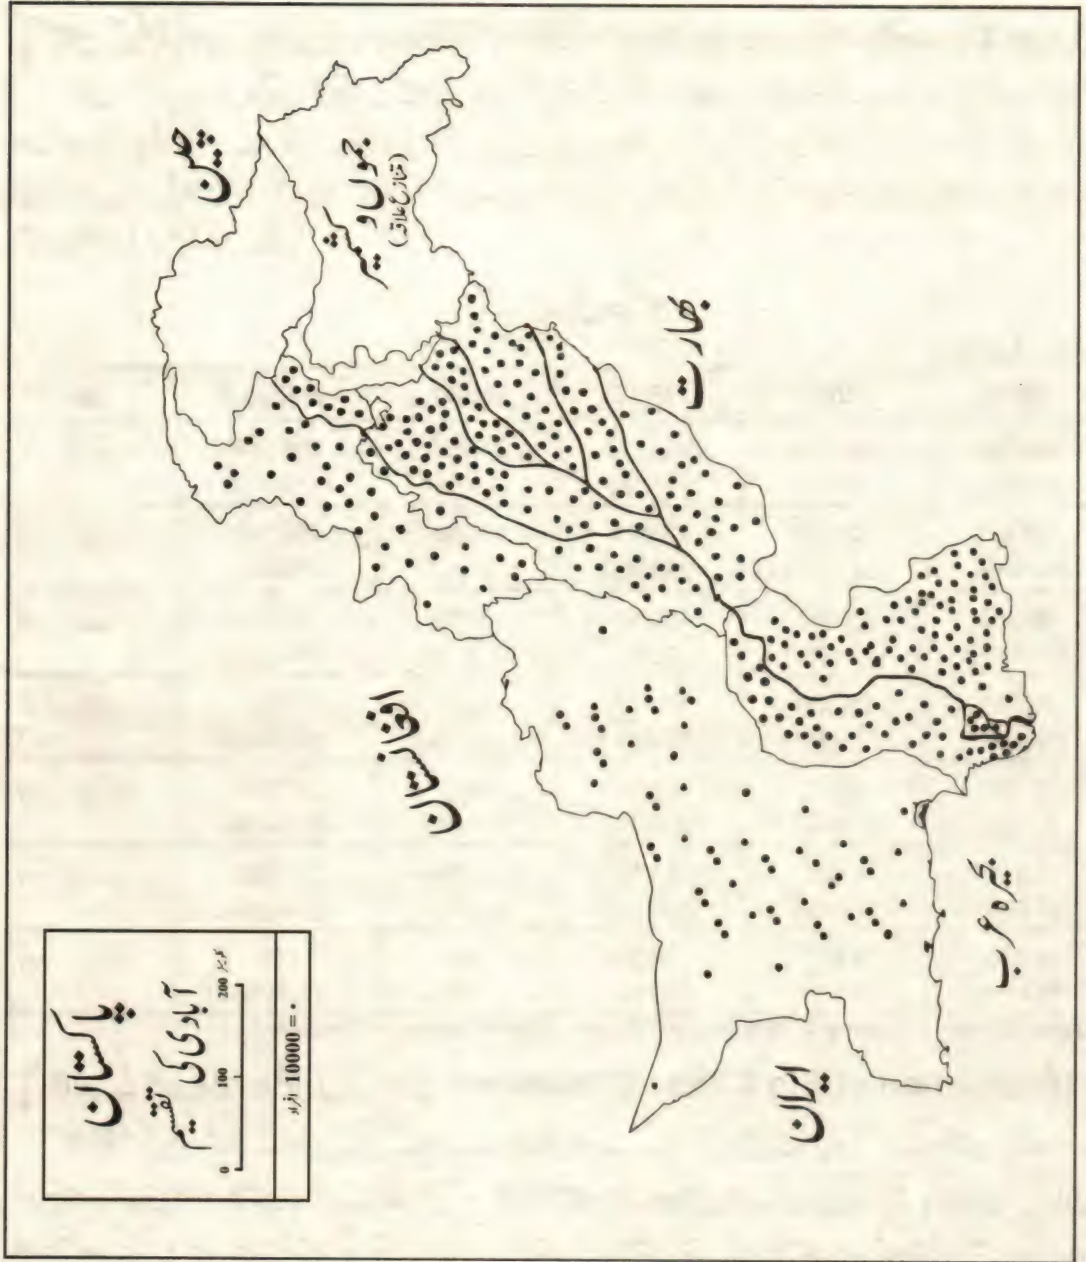 پاکستان
آبادی کی تقسیم
0 100 200 کلومیٹر
• = 10000 افراد
چین
جموں و کشمیر
(متنازع علاقہ)
بھارت
افغانستان
ایران
بحیرہ عرب